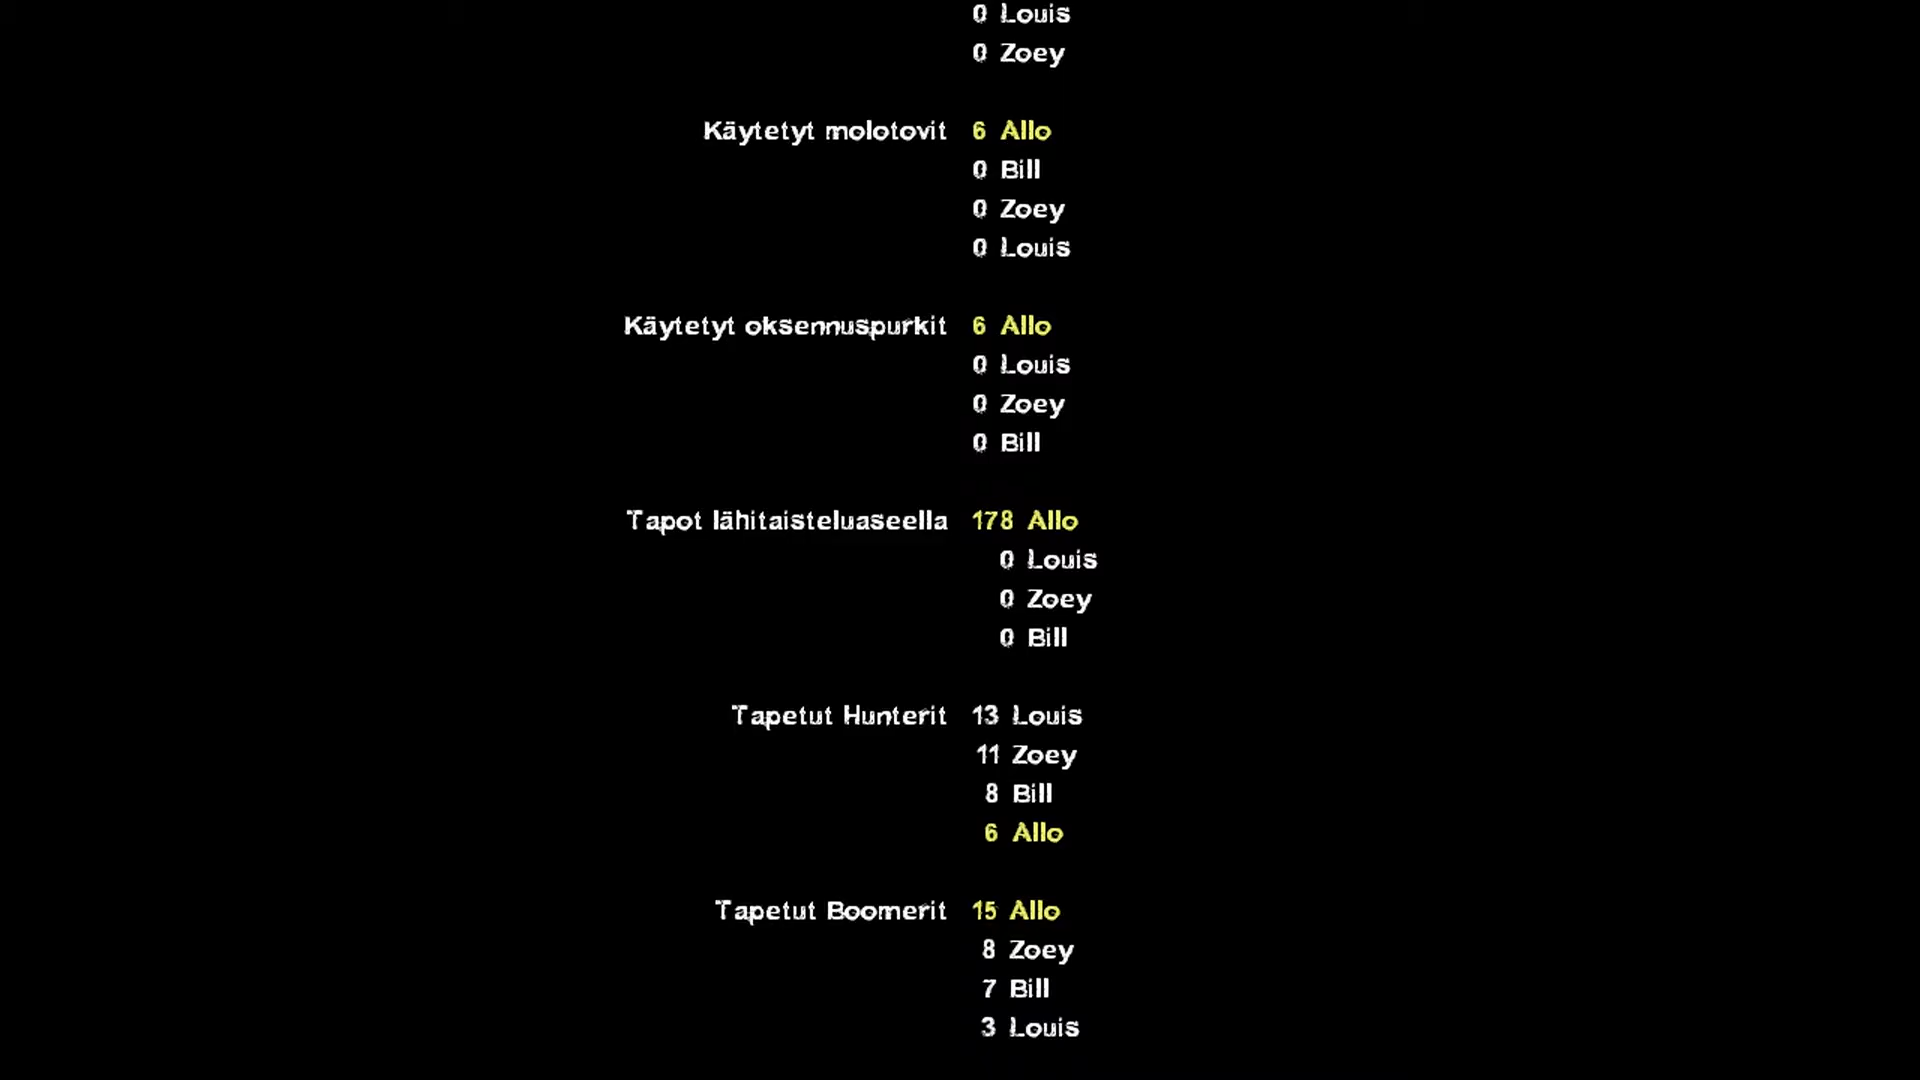 0 Louis
0 Zoey
Käytetyt molotovit 6 Allo
0 Bill
0 Zoey
0 Louis
Käytetyt oksennuspurkit 6 Allo
0 Louis
0 Zoey
0 Bill
Tapot lähitaisteluaseella 178 Allo
0 Louis
0 Zoey
0 Bill
Tapetut Hunterit 13 Louis
11 Zoey
8 Bill
6 Allo
Tapetut Boomerit 15 Allo
8 Zoey
7 Bill
3 Louis